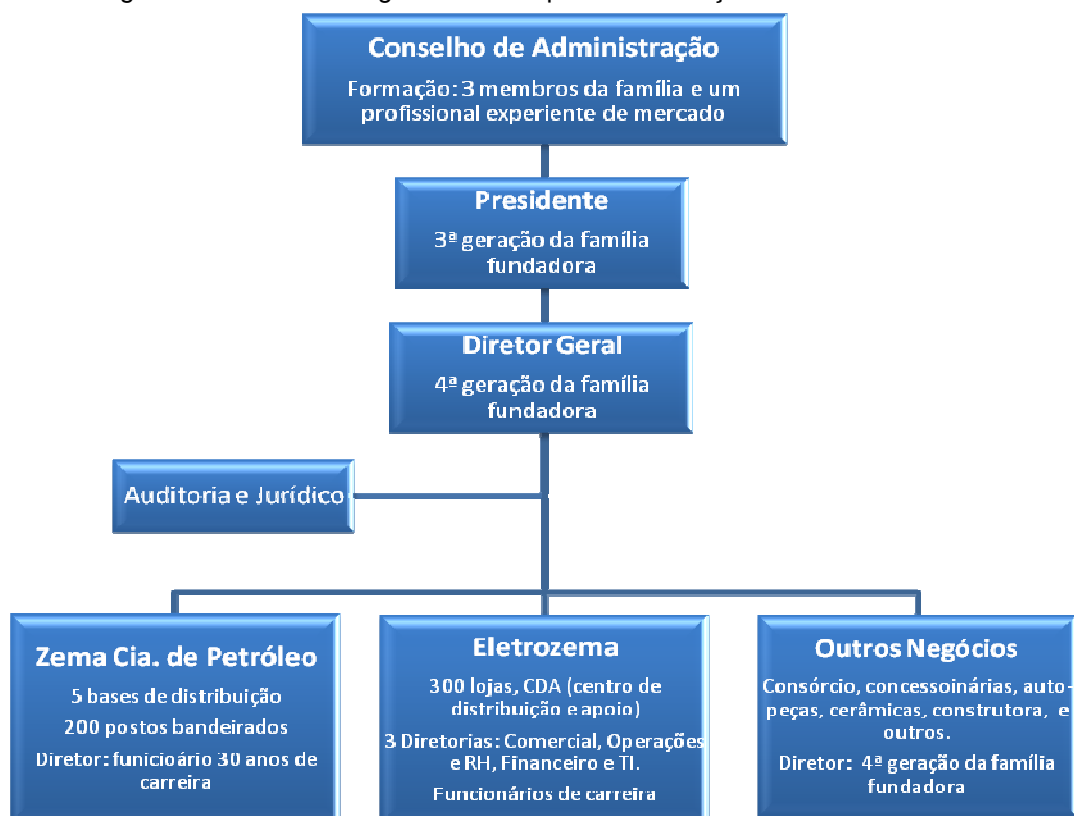 Conselho de Administração
Formação: 3 membros da família e um
profissional experiente de mercado
Presidente
3ª geração da família
fundadora
Diretor Geral
4ª geração da família
fundadora
Auditoria e Jurídico
Zema Cia. de Petróleo
5 bases de distribuição
200 postos bandeirados
Diretor: funicioário 30 anos de
carreira
Eletrozema
300 lojas, CDA (centro de
distribuição e apoio)
3 Diretorias: Comercial, Operações
e RH, Financeiro e TI.
Funcionários de carreira
Outros Negócios
Consórcio, concessoinárias, auto-
peças, cerâmicas, construtora, e
outros.
Diretor: 4ª geração da família
fundadora